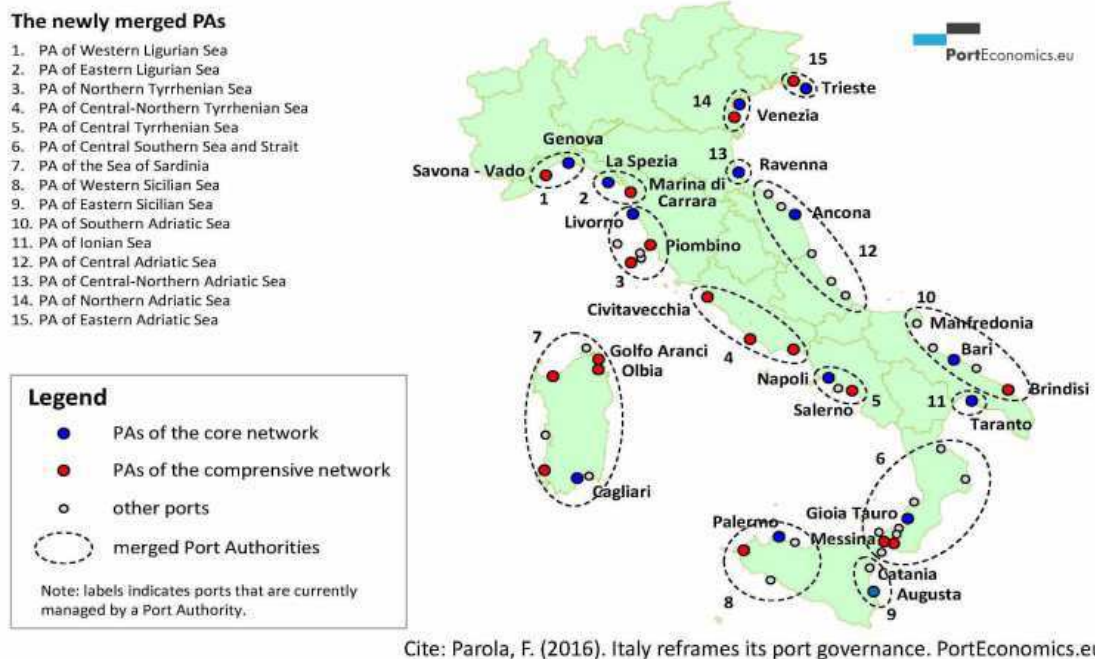 The newly merged PAs
1. PA of Western Ligurian Sea
2. PA of Eastern Ligurian Sea
3. PA of Northern Tyrrhenian Sea
4. PA of Central-Northern Tyrrhenian Sea
5. PA of Central Tyrrhenian Sea
6. PA of Central Southern Sea and Strait
7. PA of the Sea of Sardinia
8. PA of Western Sicilian Sea
9. PA of Eastern Sicilian Sea
10. PA of Southern Adriatic Sea
11. PA of Ionian Sea
12. PA of Central Adriatic Sea
13. PA of Central-Northern Adriatic Sea
14. PA of Northern Adriatic Sea
15. PA of Eastern Adriatic Sea
PortEconomics.eu
15
Trieste
14
Venezia
Genova
13
Ravenna
Savona - Vado
La Spezia
1
2
Marina di
Carrara
Livorno
Ancona
Piombino
12
3
Civitavecchia
10
Manfredonia
7
Golfo Aranci
4
Bari
Olbia
Napoli
Brindisi
Salerno
5
11
Taranto
6
Cagliari
Gioia Tauro
Palermo
Messina
Catania
Augusta
8
9
Legend
PAs of the core network
PAs of the comprensive network
other ports
merged Port Authorities
Note: labels indicates ports that are currently
managed by a Port Authority.
Cite: Parola, F. (2016). Italy reframes its port governance. PortEconomics.eu